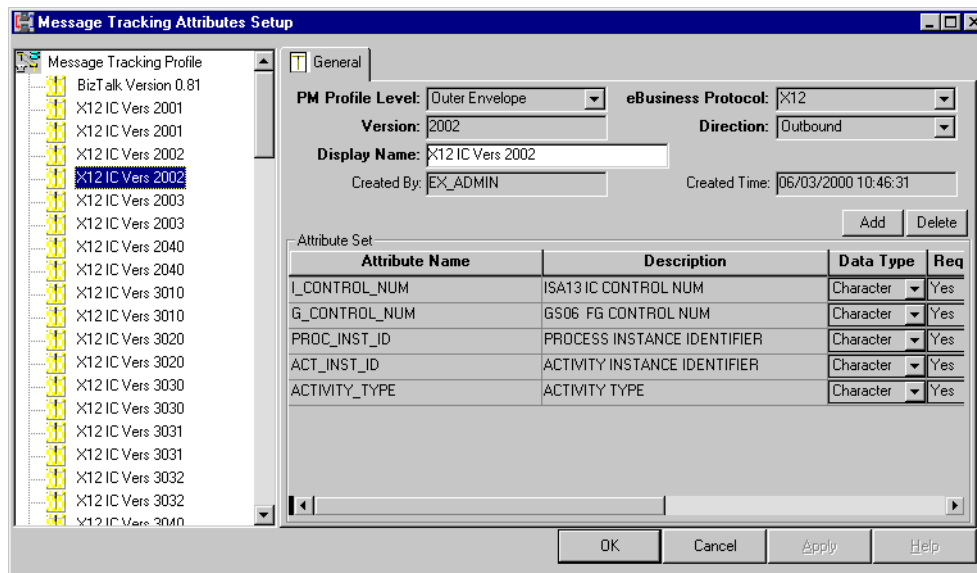 Message Tracking Attributes Setup
Message Tracking Profile
BizTalk Version 0.81
X12 IC Vers 2001
X12 IC Vers 2001
X12 IC Vers 2002
X12 IC Vers 2002
X12 IC Vers 2003
X12 IC Vers 2003
X12 IC Vers 2040
X12 IC Vers 2040
X12 IC Vers 3010
X12 IC Vers 3010
X12 IC Vers 3020
X12 IC Vers 3020
X12 IC Vers 3030
X12 IC Vers 3030
X12 IC Vers 3031
X12 IC Vers 3031
X12 IC Vers 3032
X12 IC Vers 3032
X12 IC Vers 3040
General
PM Profile Level: Outer Envelope eBusiness Protocol: X12
Version: 2002 Direction: Outbound
Display Name: X12 IC Vers 2002
Created By: EX_ADMIN Created Time: 06/03/2000 10:46:31
Add Delete
Attribute Set
Attribute Name Description Data Type Req
I_CONTROL_NUM ISA13 IC CONTROL NUM Character Yes
G_CONTROL_NUM GS06 FG CONTROL NUM Character Yes
PROC_INST_ID PROCESS INSTANCE IDENTIFIER Character Yes
ACT_INST_ID ACTIVITY INSTANCE IDENTIFIER Character Yes
ACTIVITY_TYPE ACTIVITY TYPE Character Yes
OK Cancel Apply Help